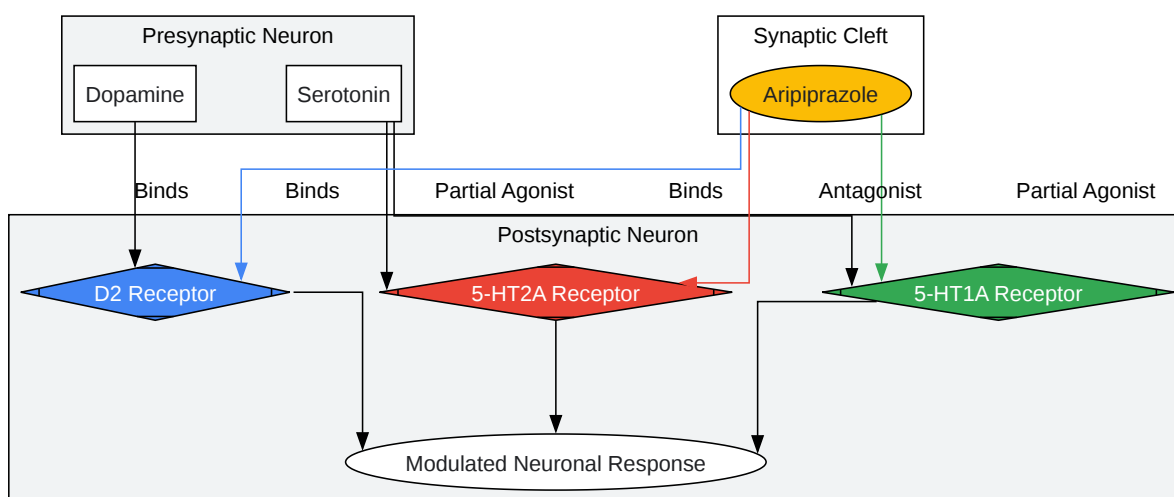 Presynaptic Neuron
Synaptic Cleft
Dopamine
Serotonin
Aripiprazole
Binds
Binds
Partial Agonist
Binds
Antagonist
Partial Agonist
Postsynaptic Neuron
D2 Receptor
5-HT2A Receptor
5-HT1A Receptor
Modulated Neuronal Response